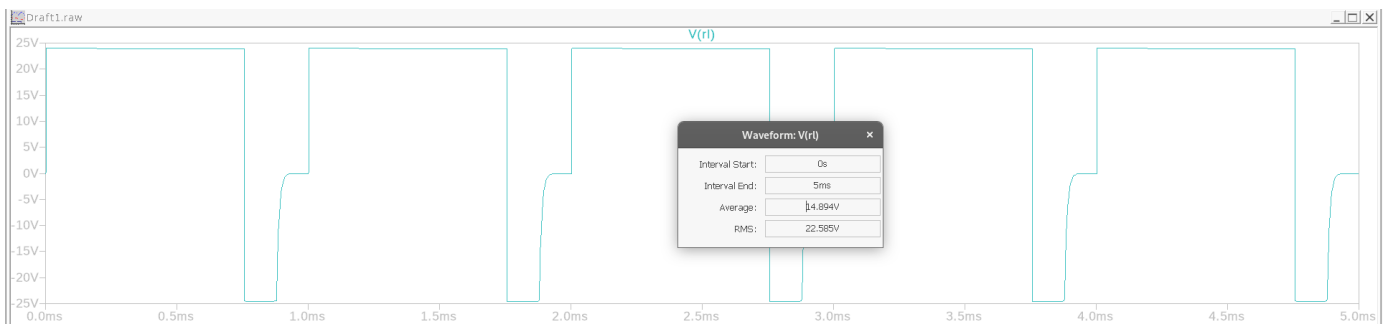 Draft1.raw
V(rl)
25V
20V
15V
10V
5V
0V
-5V
-10V
-15V
-20V
-25V
0.0ms 0.5ms 1.0ms 1.5ms 2.0ms 2.5ms 3.0ms 3.5ms 4.0ms 4.5ms 5.0ms
Waveform: V(rl) ×
Interval Start: 0s
Interval End: 5ms
Average: 14.894V
RMS: 22.585V